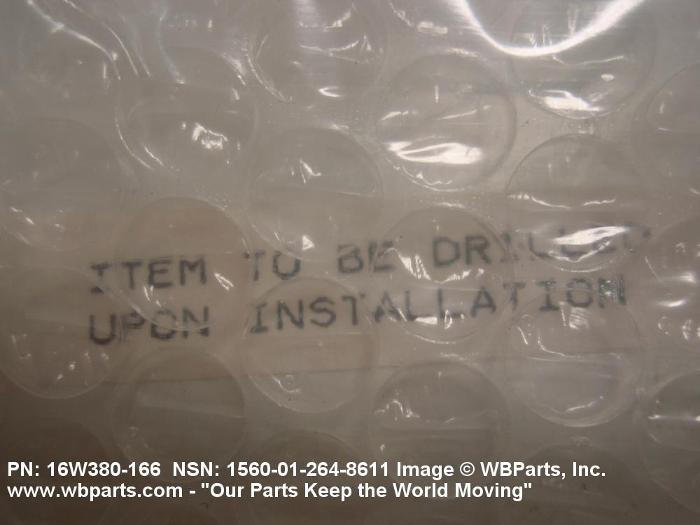 ITEM TO BE DRILLED
UPON INSTALLATION
PN: 16W380-166 NSN: 1560-01-264-8611 Image © WBParts, Inc.
www.wbparts.com - "Our Parts Keep the World Moving"